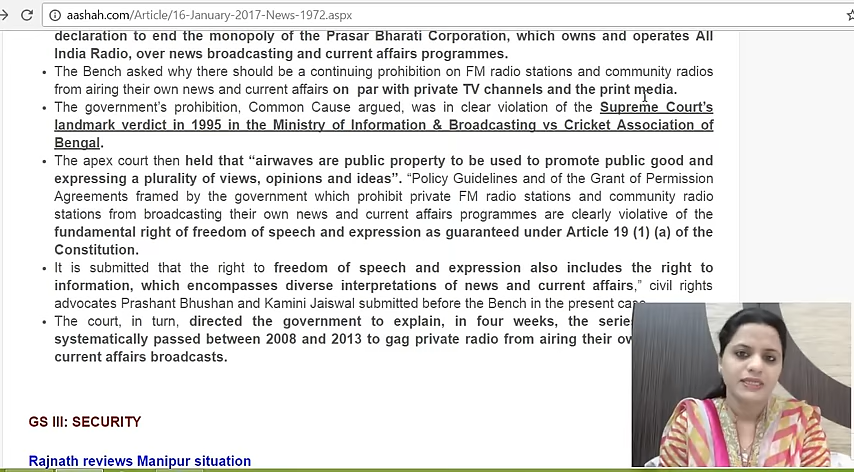 aashah.com/Article/16-January-2017-News-1972.aspx
declaration to end the monopoly of the Prasar Bharati Corporation, which owns and operates All
India Radio, over news broadcasting and current affairs programmes.
• The Bench asked why there should be a continuing prohibition on FM radio stations and community radios
from airing their own news and current affairs on par with private TV channels and the print media.
• The government's prohibition, Common Cause argued, was in clear violation of the Supreme Court's
landmark verdict in 1995 in the Ministry of Information & Broadcasting vs Cricket Association of
Bengal.
• The apex court then held that “airwaves are public property to be used to promote public good and
expressing a plurality of views, opinions and ideas”. “Policy Guidelines and of the Grant of Permission
Agreements framed by the government which prohibit private FM radio stations and community radio
stations from broadcasting their own news and current affairs programmes are clearly violative of the
fundamental right of freedom of speech and expression as guaranteed under Article 19 (1) (a) of the
Constitution.
• It is submitted that the right to freedom of speech and expression also includes the right to
information, which encompasses diverse interpretations of news and current affairs,” civil rights
advocates Prashant Bhushan and Kamini Jaiswal submitted before the Bench in the present
• The court, in turn, directed the government to explain, in four weeks, the
systematically passed between 2008 and 2013 to gag private radio from airing their
current affairs broadcasts.
GS III: SECURITY
Rajnath reviews Manipur situation